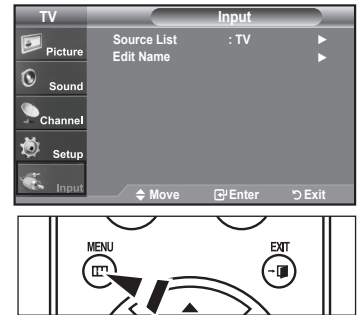 TV
Input
Picture
Source List : TV
Edit Name
Sound
Channel
Setup
Input
Move Enter Exit
MENU
EXIT